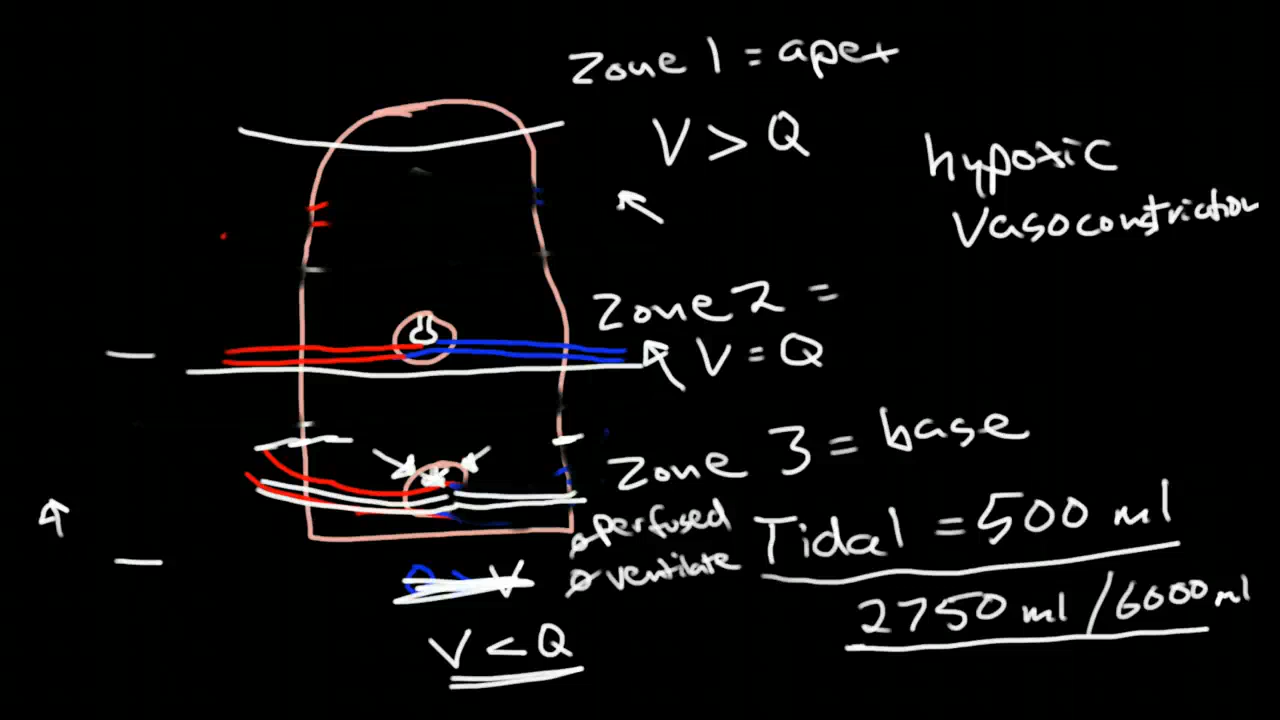 Zone 1 = apex
V > Q
hypoxic
vasoconstriction
Zone 2 =
V = Q
Zone 3 = base
perfused
ventilate
Tidal = 500 ml
2750 ml / 6000 ml
V < Q